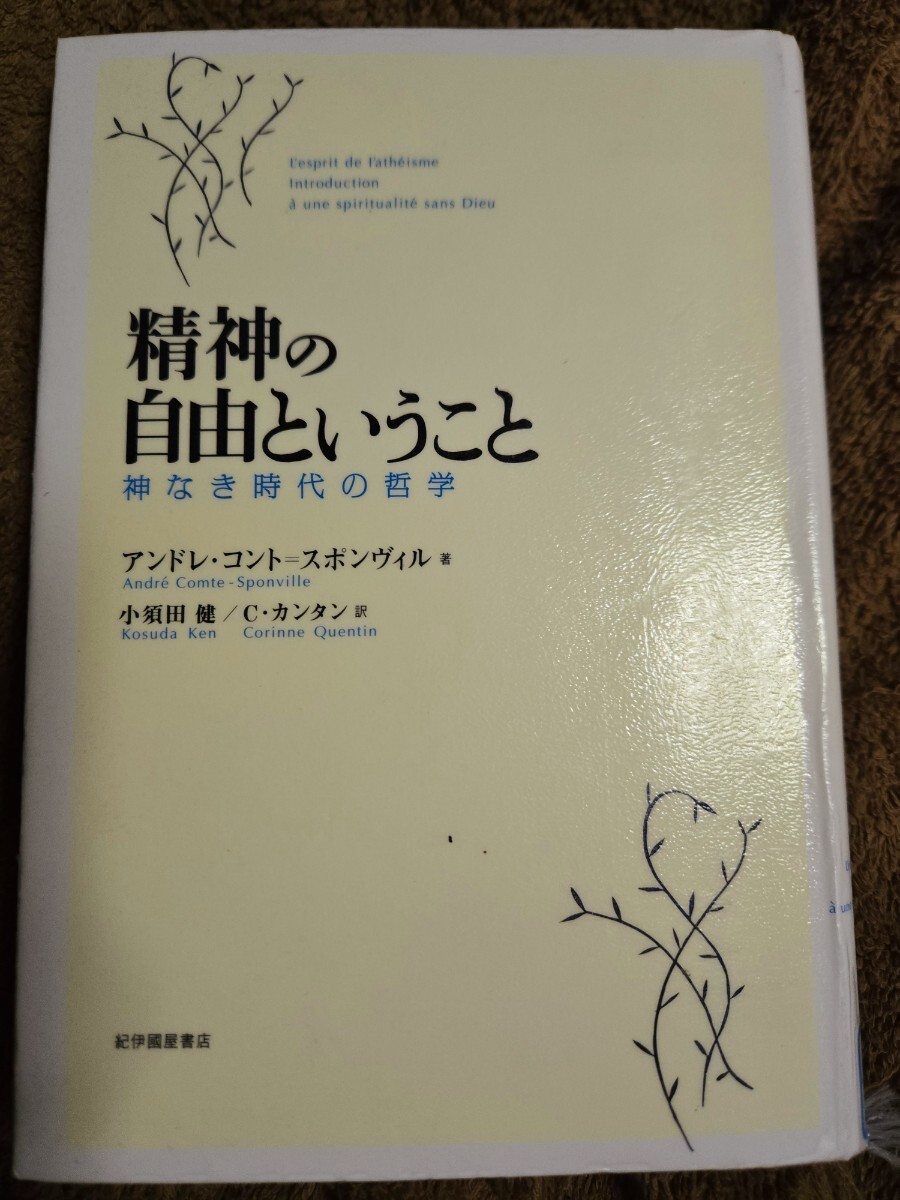 L'esprit de l'athéisme
Introduction
à une spiritualité sans Dieu
精神の
自由ということ
神なき時代の哲学
アンドレ・コント=スポンヴィル 著
André Comte-Sponville
小須田 健/C・カンタン 訳
Kosuda Ken Corinne Quentin
紀伊國屋書店